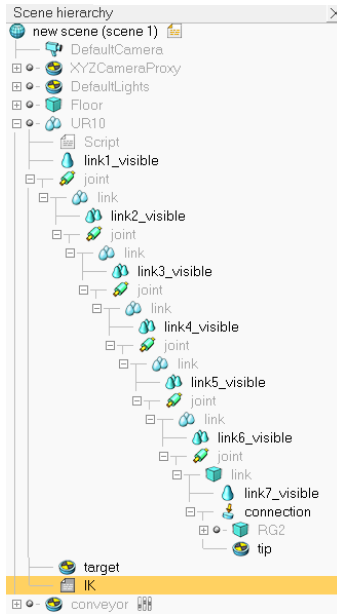 Scene hierarchy
new scene (scene 1)
DefaultCamera
XYZCameraProxy
DefaultLights
Floor
UR10
Script
link1_visible
joint
link
link2_visible
joint
link
link3_visible
joint
link
link4_visible
joint
link
link5_visible
joint
link
link6_visible
joint
link
link7_visible
connection
RG2
tip
target
IK
conveyor